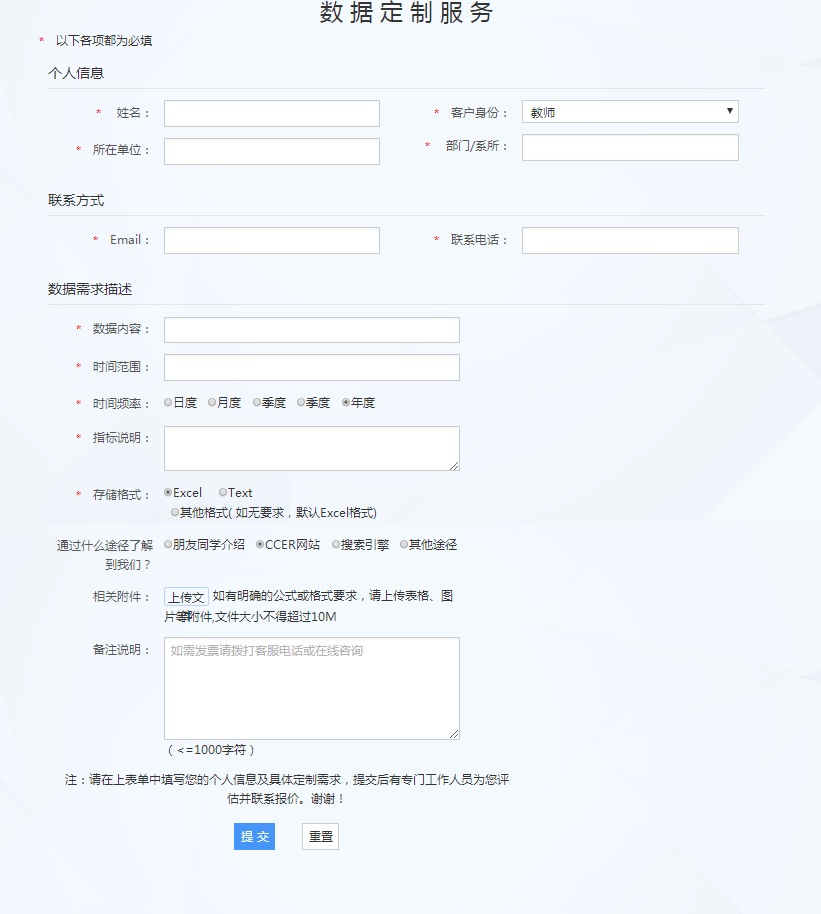 数据定制服务
* 以下各项都为必填
个人信息
* 姓名： * 客户身份： 教师
* 所在单位： * 部门/系所：
联系方式
* Email： * 联系电话：
数据需求描述
* 数据内容：
* 时间范围：
* 时间频率： 日度 月度 季度 季度 年度
* 指标说明：
* 存储格式： Excel Text
其他格式( 如无要求，默认Excel格式)
通过什么途径了解 朋友同学介绍 CCER网站 搜索引擎 其他途径
到我们？
相关附件： 上传文 如有明确的公式或格式要求，请上传表格、图
片等附件,文件大小不得超过10M
备注说明： 如需发票请拨打客服电话或在线咨询
（ <=1000字符 ）
注：请在上表单中填写您的个人信息及具体定制需求，提交后有专门工作人员为您评
估并联系报价。谢谢！
提 交 重置